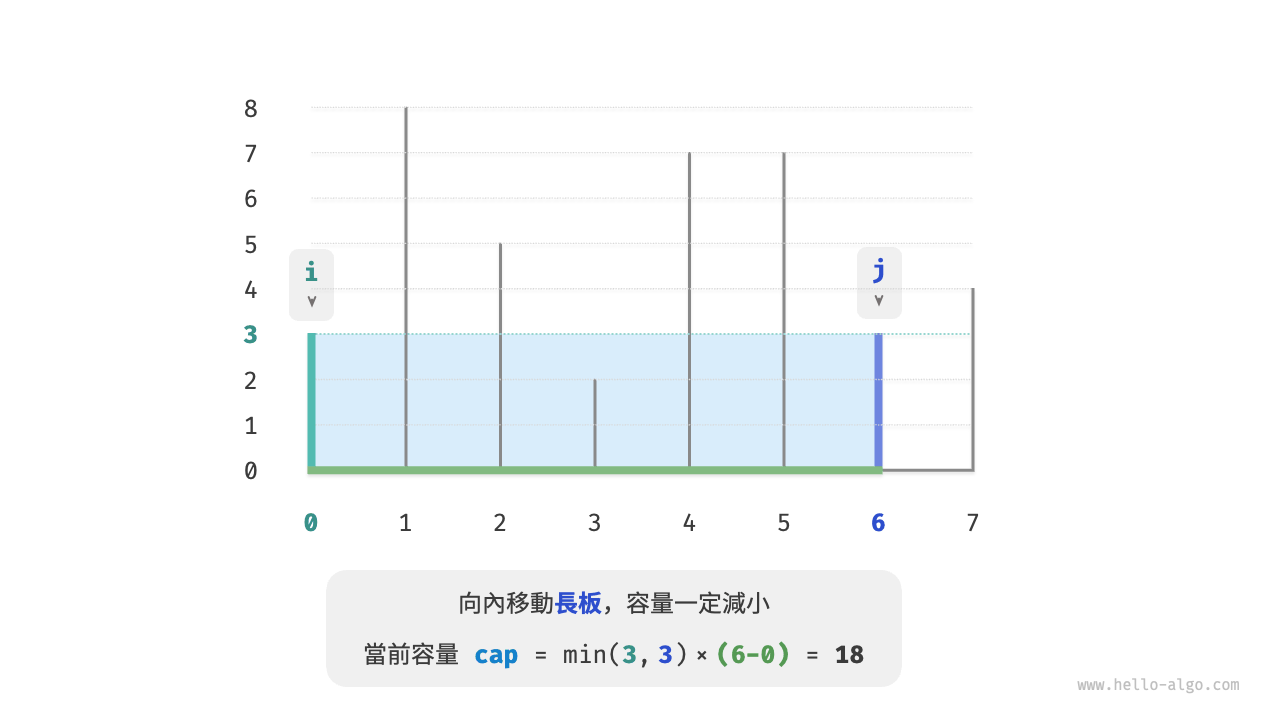 8
7
6
5
4
3
2
1
0
i
j
0 1 2 3 4 5 6 7
向內移動長板，容量一定減小
當前容量 cap = min(3, 3) × (6-0) = 18
www.hello-algo.com